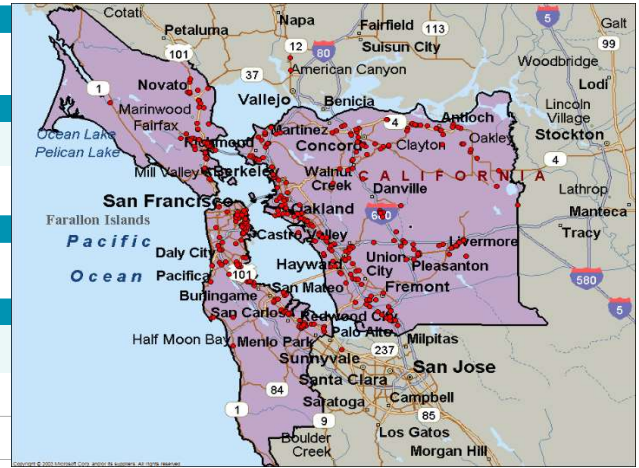 Cotati
Napa
Fairfield
113
5
Galt
Petaluma
101
12
80
Suisun City
99
American Canyon
Woodbridge
37
Lodi
1
Novato
Vallejo
Benicia
Lincoln
Village
Marinwood
Fairfax
4
Antioch
Martinez
Stockton
Ocean Lake
Pelican Lake
Richmond
Concord
Clayton
Oakley
4
Mill Valley
Berkeley
Walnut
Creek
CALIFORNIA
Danville
Lathrop
San Francisco
Oakland
680
Manteca
Farallon Islands
Castro Valley
Tracy
Pacific
Ocean
Daly City
Livermore
Union
City
Pleasanton
Hayward
Pacifica
101
580
San Mateo
Fremont
Burlingame
5
San Carlos
Redwood City
Half Moon Bay
Menlo Park
Palo Alto
Milpitas
237
Sunnyvale
San Jose
Santa Clara
84
Campbell
Saratoga
1
9
85
Los Gatos
Boulder
Creek
Morgan Hill